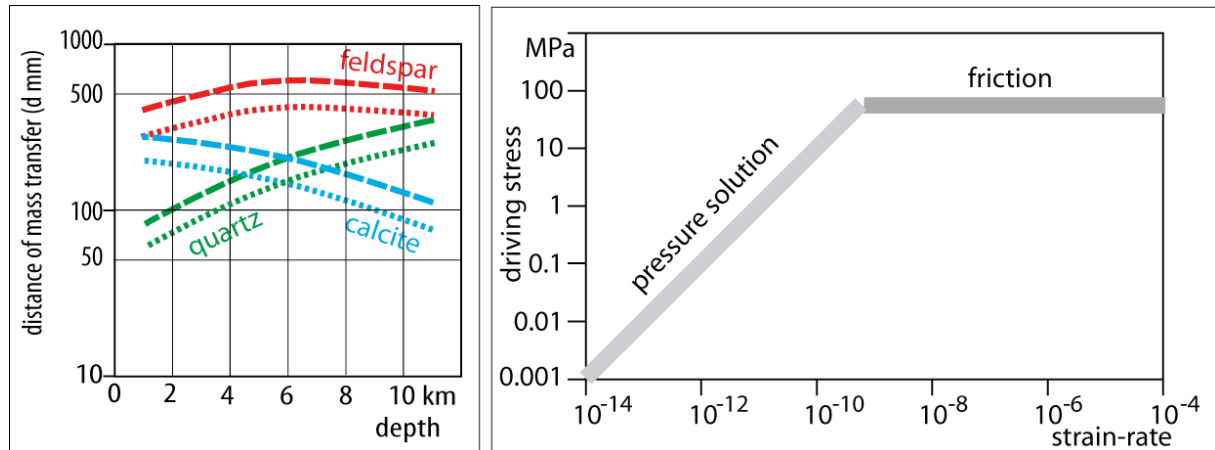 1000
500
100
50
10
distance of mass transfer (d mm)
feldspar
quartz
calcite
0 2 4 6 8 10 km
depth
MPa
100
10
1
0.1
0.01
0.001
driving stress
pressure solution
friction
10-14 10-12 10-10 10-8 10-6 10-4
strain-rate